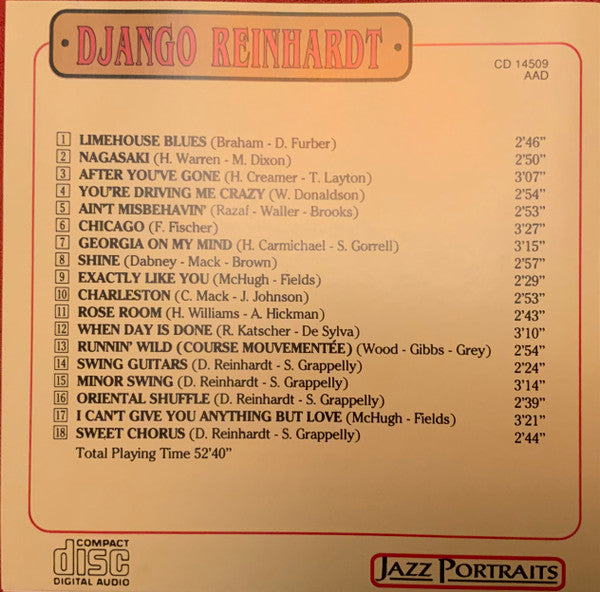 · DJANGO REINHARDT ·
CD 14509
AAD
1 LIMEHOUSE BLUES (Braham - D. Furber) 2'46"
2 NAGASAKI (H. Warren - M. Dixon) 2'50"
3 AFTER YOU'VE GONE (H. Creamer - T. Layton) 3'07"
4 YOU'RE DRIVING ME CRAZY (W. Donaldson) 2'54"
5 AIN'T MISBEHAVIN' (Razaf - Waller - Brooks) 2'53"
6 CHICAGO (F. Fischer) 3'27"
7 GEORGIA ON MY MIND (H. Carmichael - S. Gorrell) 3'15"
8 SHINE (Dabney - Mack - Brown) 2'57"
9 EXACTLY LIKE YOU (McHugh - Fields) 2'29"
10 CHARLESTON (C. Mack - J. Johnson) 2'53"
11 ROSE ROOM (H. Williams - A. Hickman) 2'43"
12 WHEN DAY IS DONE (R. Katscher - De Sylva) 3'10"
13 RUNNIN' WILD (COURSE MOUVEMENTÉE) (Wood - Gibbs - Grey) 2'54"
14 SWING GUITARS (D. Reinhardt - S. Grappelly) 2'24"
15 MINOR SWING (D. Reinhardt - S. Grappelly) 3'14"
16 ORIENTAL SHUFFLE (D. Reinhardt - S. Grappelly) 2'39"
17 I CAN'T GIVE YOU ANYTHING BUT LOVE (McHugh - Fields) 3'21"
18 SWEET CHORUS (D. Reinhardt - S. Grappelly) 2'44"
Total Playing Time 52'40"
COMPACT
disc
DIGITAL AUDIO
JAZZ PORTRAITS